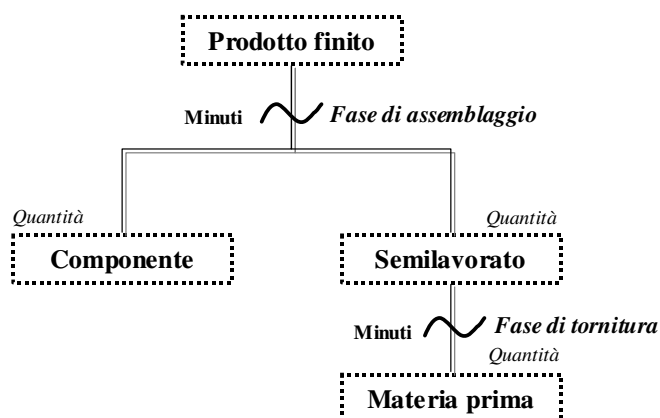 Prodotto finito
Minuti
Fase di assemblaggio
Quantità
Quantità
Componente
Semilavorato
Minuti
Fase di tornitura
Quantità
Materia prima